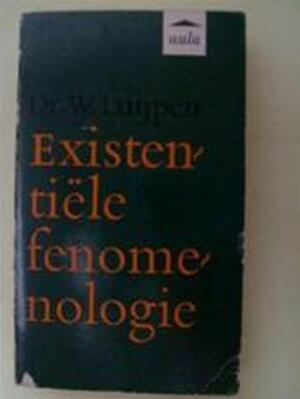 aula
Dr. W. Luijpen
Existen-
tiële
fenome-
nologie